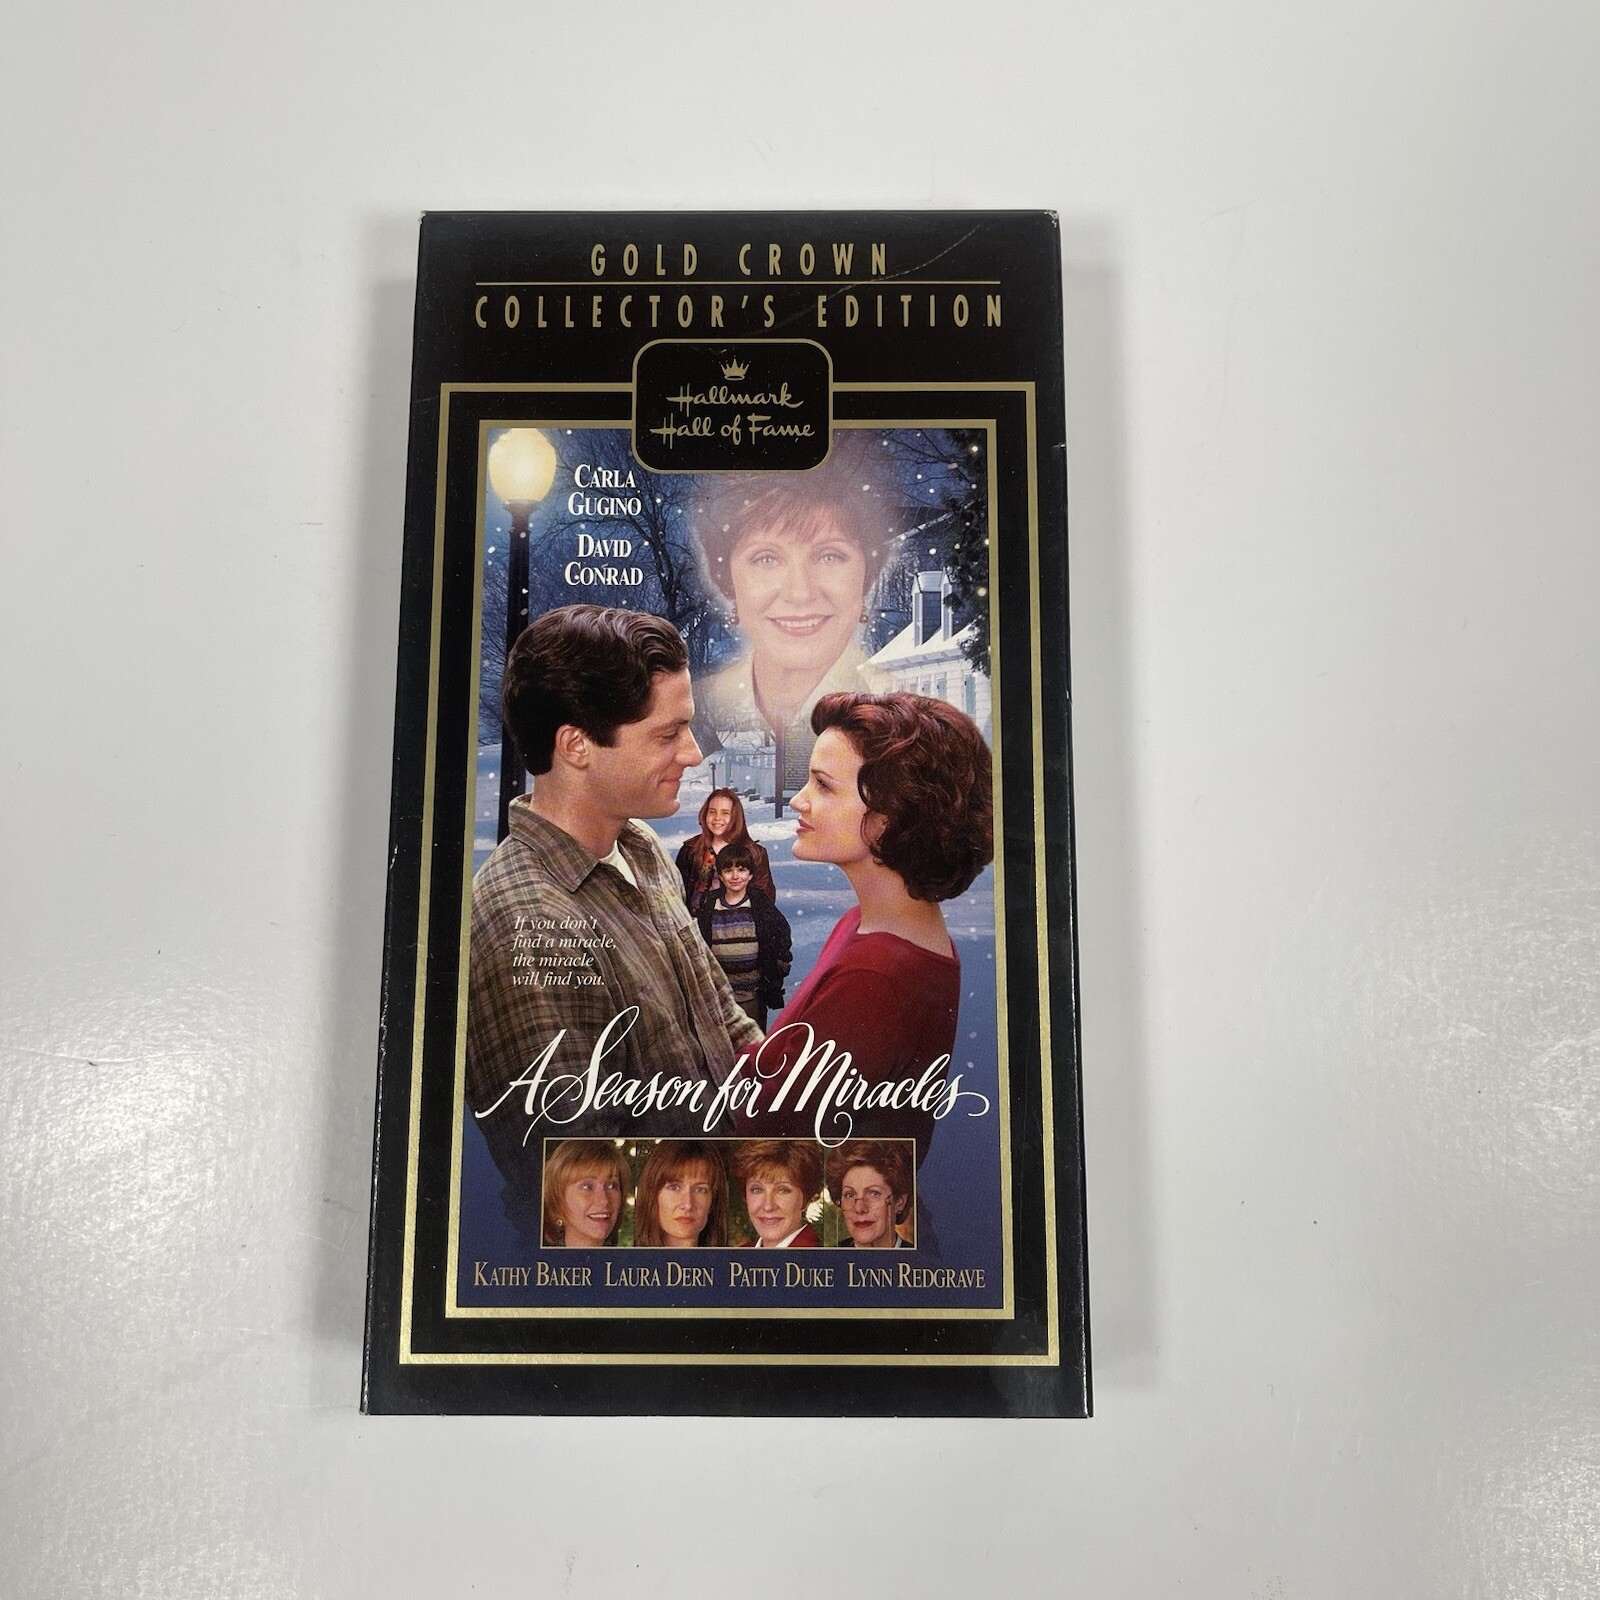 GOLD CROWN
COLLECTOR'S EDITION
Hallmark
Hall of Fame
CARLA
GUGINO
DAVID
CONRAD
If you don't
find a miracle,
the miracle
will find you.
A Season for Miracles
KATHY BAKER LAURA DERN PATTY DUKE LYNN REDGRAVE